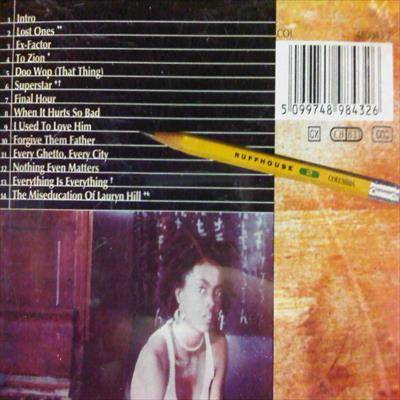 1 Intro
2 Lost Ones **
3 Ex-Factor
4 To Zion *
5 Doo Wop (That Thing)
6 Superstar *†
7 Final Hour
8 When It Hurts So Bad
9 I Used To Love Him
10 Forgive Them Father
11 Every Ghetto, Every City
12 Nothing Even Matters
13 Everything Is Everything †
14 The Miseducation Of Lauryn Hill
COL
5 099748 984326
RUFFHOUSE
COLUMBIA